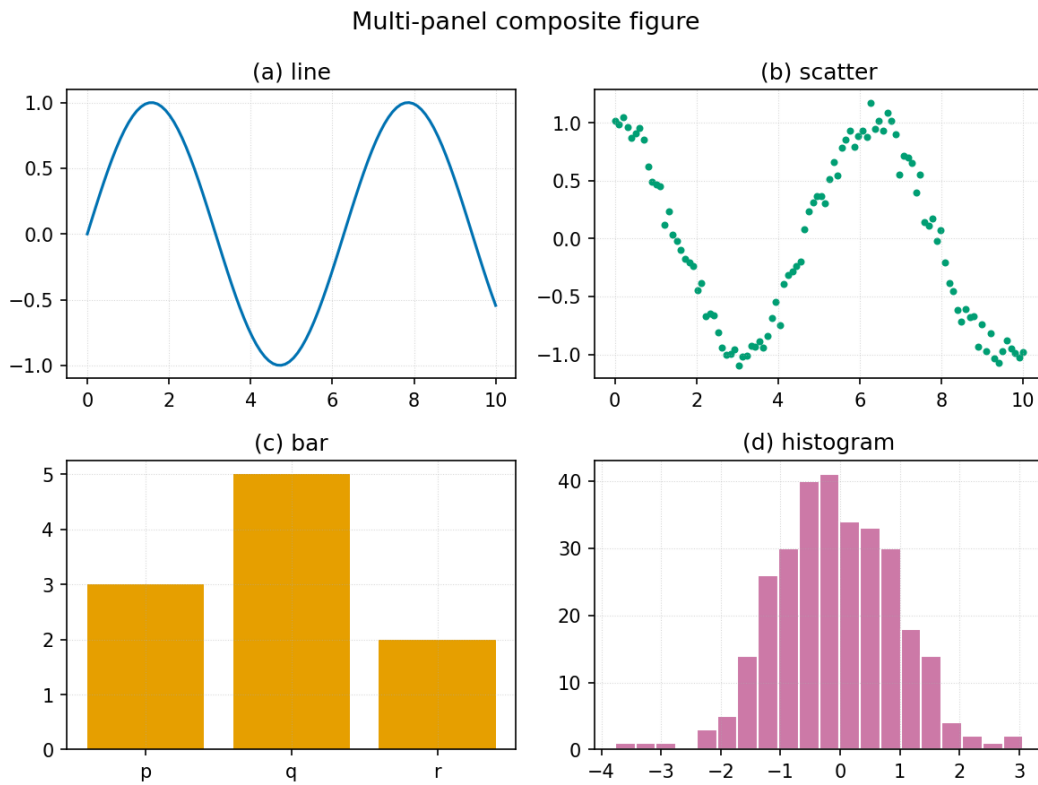 Multi-panel composite figure
(a) line
1.0
0.5
0.0
−0.5
−1.0
0 2 4 6 8 10
(b) scatter
1.0
0.5
0.0
−0.5
−1.0
0 2 4 6 8 10
(c) bar
5
4
3
2
1
0
p q r
(d) histogram
40
30
20
10
0
−4 −3 −2 −1 0 1 2 3